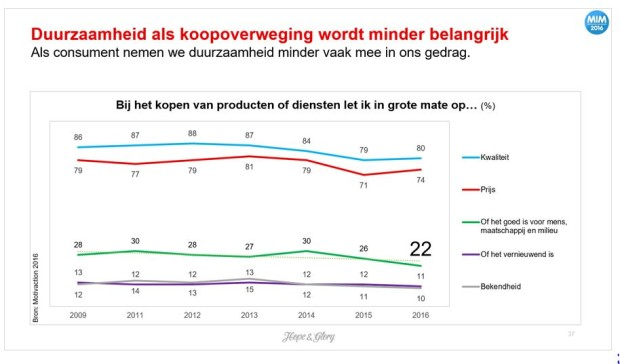 Duurzaamheid als koopoverweging wordt minder belangrijk
Als consument nemen we duurzaamheid minder vaak mee in ons gedrag.
MIM
2016
Bij het kopen van producten of diensten let ik in grote mate op… (%)
86 87 88 87 84 79 80
79 77 79 81 79 71 74
28 30 28 27 30 26 22
13 12 12 13 12 12 11
12 14 13 15 12 11 10
2009 2011 2012 2013 2014 2015 2016
Kwaliteit
Prijs
Of het goed is voor mens,
maatschappij en milieu
Of het vernieuwend is
Bekendheid
Bron: Motivaction 2016
Hope & Glory
37